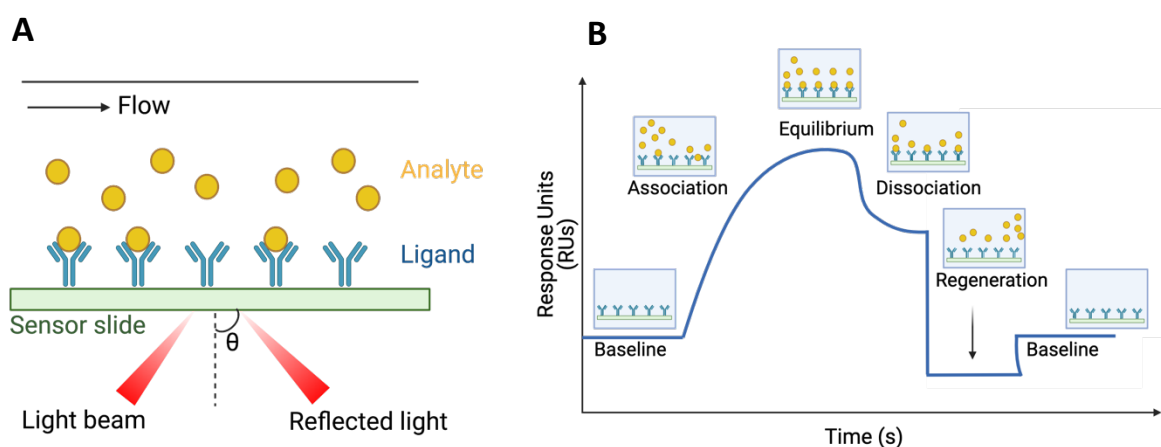 A
Flow
Analyte
Ligand
Sensor slide
θ
Light beam
Reflected light
B
Response Units
(RUs)
Equilibrium
Association
Dissociation
Regeneration
Baseline
Baseline
Time (s)